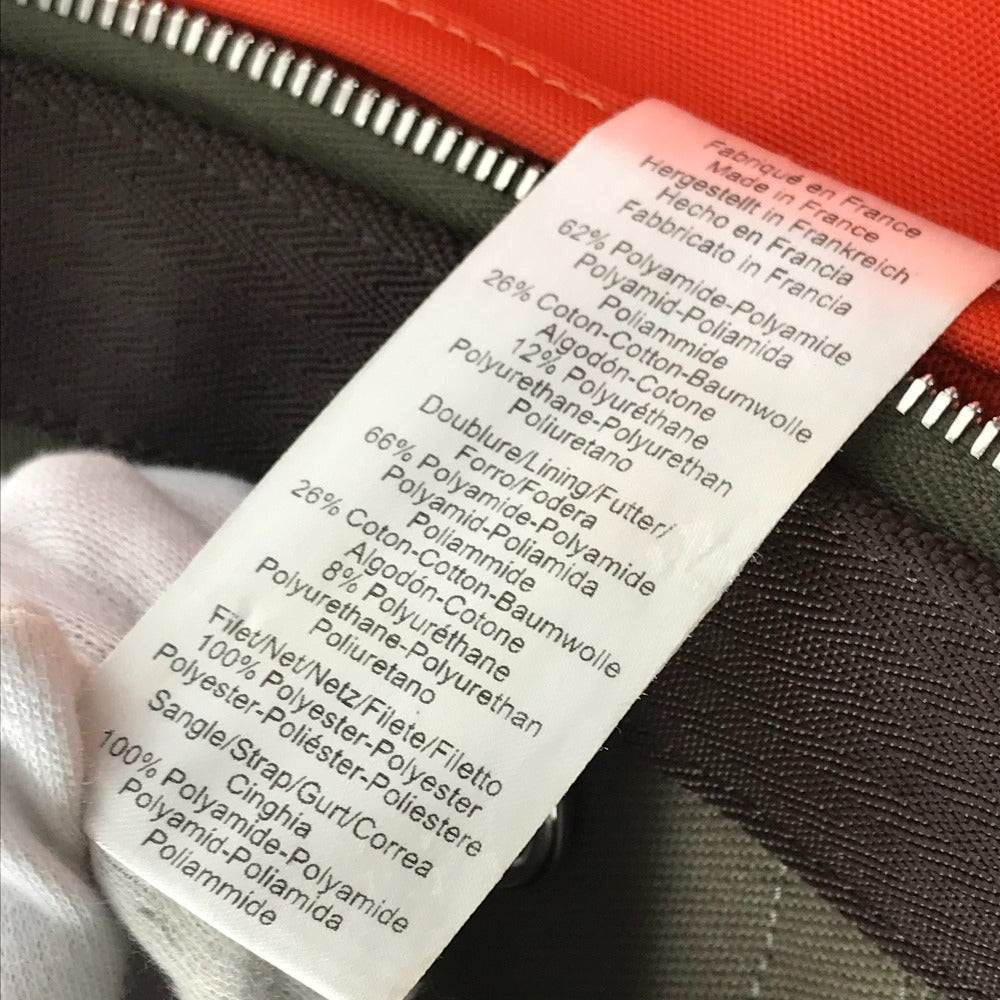 Fabriqué en France
Made in France
Hergestellt in Frankreich
Hecho en Francia
Fabbricato in Francia
62% Polyamide-Polyamide
Polyamid-Poliamida
Poliammide
26% Coton-Cotton-Baumwolle
Algodón-Cotone
12% Polyuréthane
Polyurethane-Polyurethan
Poliuretano
Doublure/Lining/Futter/
Forro/Fodera
66% Polyamide-Polyamide
Polyamid-Poliamida
Poliammide
26% Coton-Cotton-Baumwolle
Algodón-Cotone
8% Polyuréthane
Polyurethane-Polyurethan
Poliuretano
Filet/Net/Netz/Filete/Filetto
100% Polyester-Polyester
Polyester-Poliéster-Poliestere
Sangle/Strap/Gurt/Correa
Cinghia
100% Polyamide-Polyamide
Polyamid-Poliamida
Poliammide